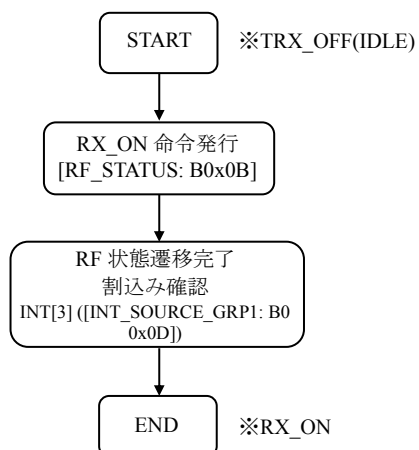 START ※TRX_OFF(IDLE)
RX_ON 命令発行
[RF_STATUS: B0x0B]
RF 状態遷移完了
割込み確認
INT[3] ([INT_SOURCE_GRP1: B0
0x0D])
END ※RX_ON